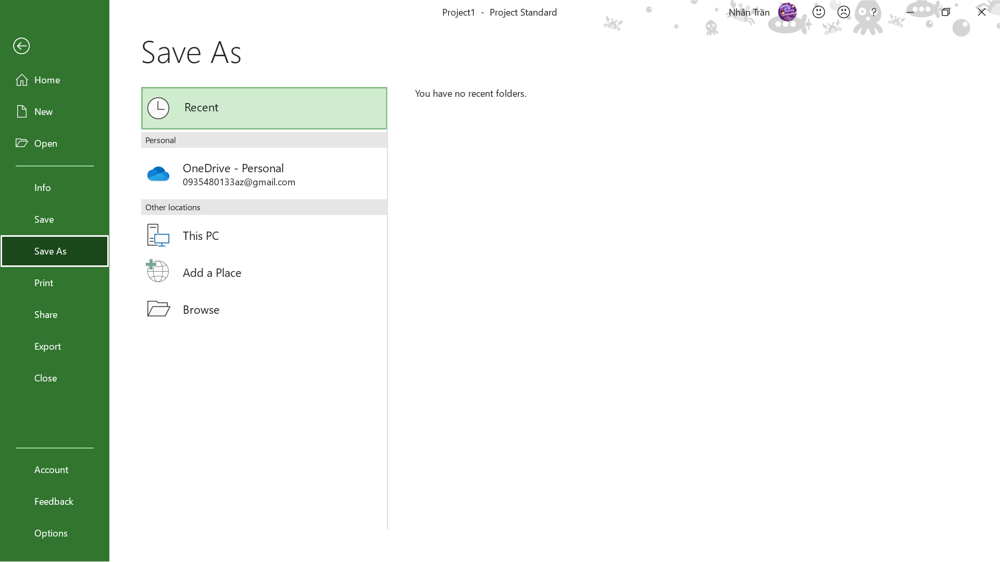 Project1 - Project Standard
Nhân Trần
Save As
Home
New
Open
Info
Save
Save As
Print
Share
Export
Close
Account
Feedback
Options
Recent
Personal
OneDrive - Personal
0935480133az@gmail.com
Other locations
This PC
Add a Place
Browse
You have no recent folders.